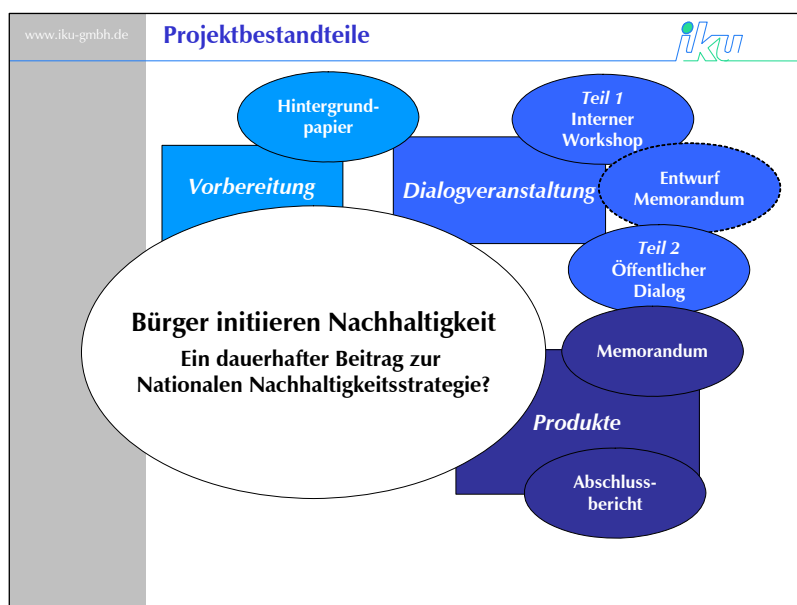 www.iku-gmbh.de
Projektbestandteile
iku
Hintergrund-
papier
Vorbereitung
Teil 1
Interner
Workshop
Dialogveranstaltung
Entwurf
Memorandum
Teil 2
Öffentlicher
Dialog
Bürger initiieren Nachhaltigkeit
Ein dauerhafter Beitrag zur
Nationalen Nachhaltigkeitsstrategie?
Memorandum
Produkte
Abschluss-
bericht